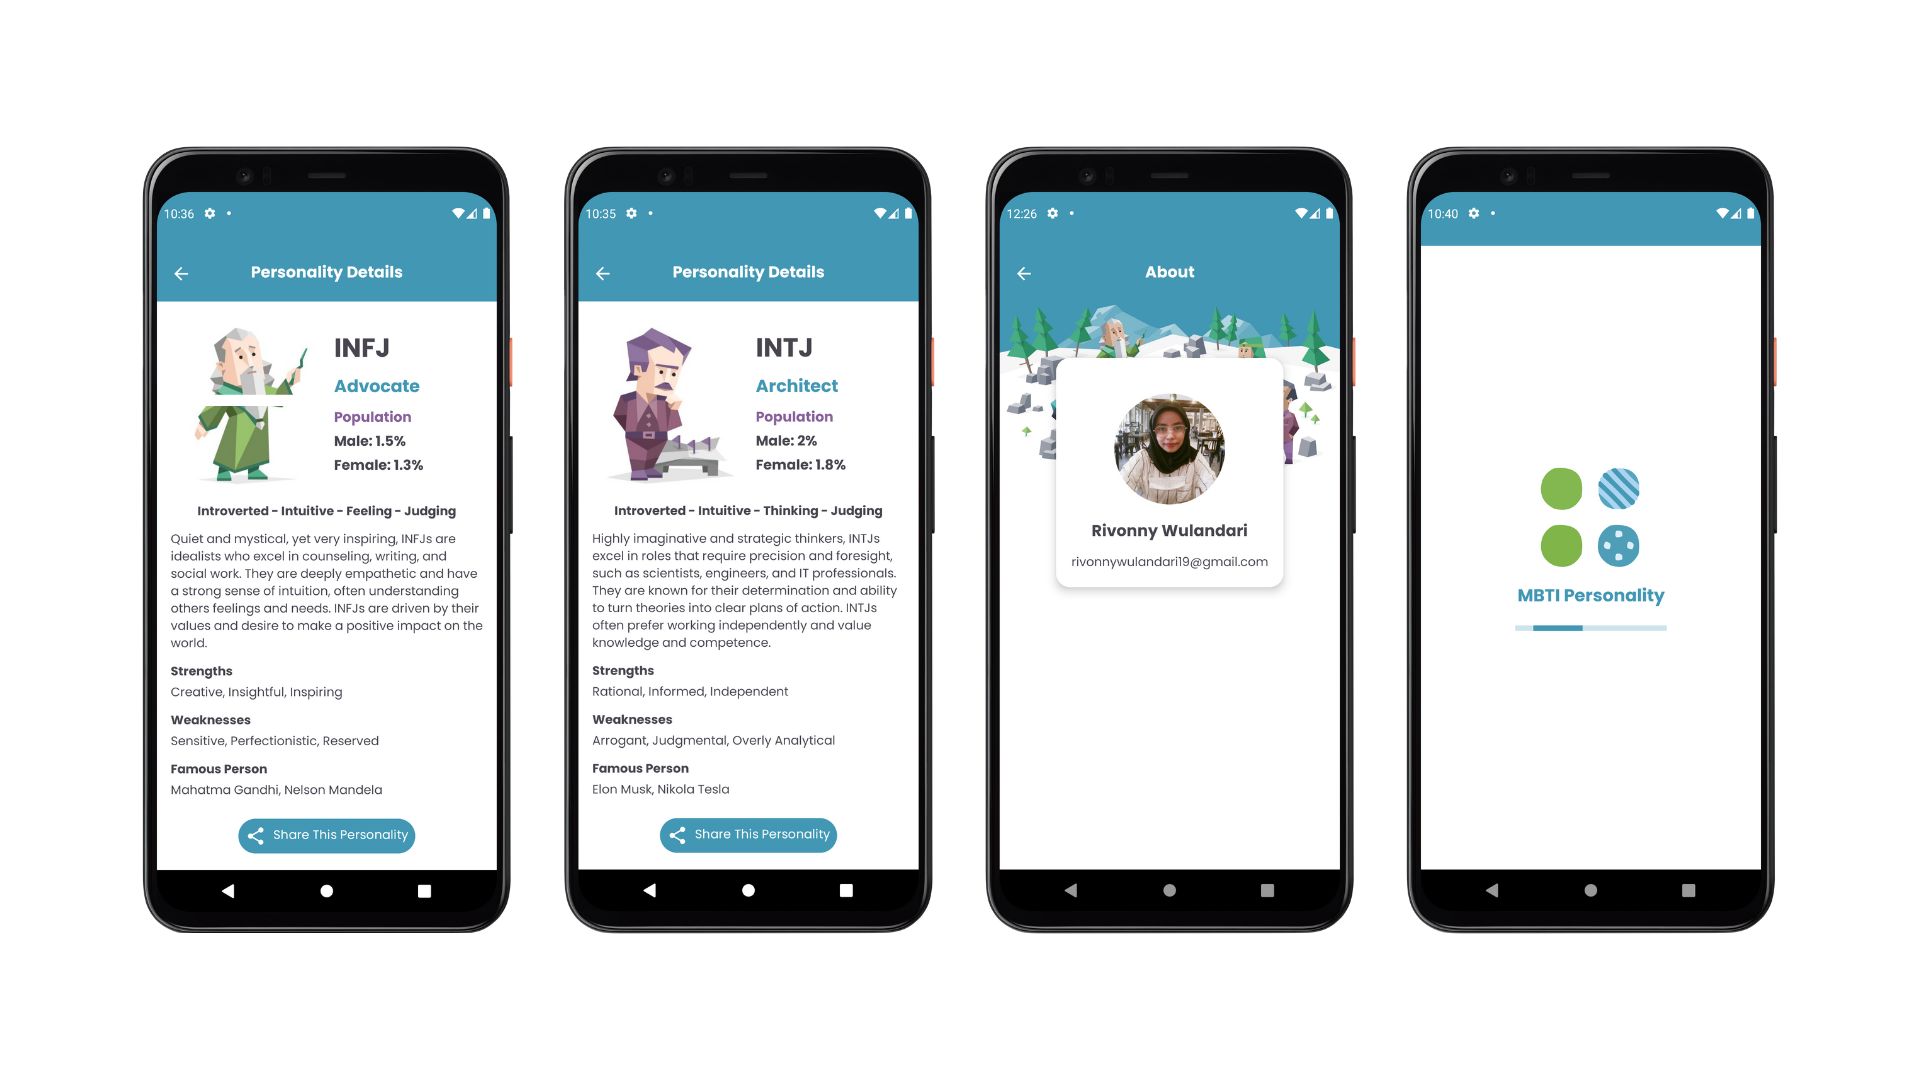 10:36
Personality Details
INFJ
Advocate
Population
Male: 1.5%
Female: 1.3%
Introverted - Intuitive - Feeling - Judging
Quiet and mystical, yet very inspiring, INFJs are
idealists who excel in counseling, writing, and
social work. They are deeply empathetic and have
a strong sense of intuition, often understanding
others feelings and needs. INFJs are driven by their
values and desire to make a positive impact on the
world.
Strengths
Creative, Insightful, Inspiring
Weaknesses
Sensitive, Perfectionistic, Reserved
Famous Person
Mahatma Gandhi, Nelson Mandela
Share This Personality
10:35
Personality Details
INTJ
Architect
Population
Male: 2%
Female: 1.8%
Introverted - Intuitive - Thinking - Judging
Highly imaginative and strategic thinkers, INTJs
excel in roles that require precision and foresight,
such as scientists, engineers, and IT professionals.
They are known for their determination and ability
to turn theories into clear plans of action. INTJs
often prefer working independently and value
knowledge and competence.
Strengths
Rational, Informed, Independent
Weaknesses
Arrogant, Judgmental, Overly Analytical
Famous Person
Elon Musk, Nikola Tesla
Share This Personality
12:26
About
Rivonny Wulandari
rivonnywulandari19@gmail.com
10:40
MBTI Personality